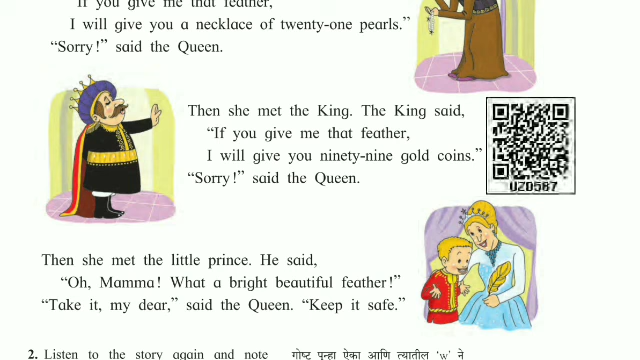 "If you give me that feather,
I will give you a necklace of twenty-one pearls."
"Sorry!" said the Queen.
Then she met the King. The King said,
"If you give me that feather,
I will give you ninety-nine gold coins."
"Sorry!" said the Queen.
UZD587
Then she met the little prince. He said,
"Oh, Mamma! What a bright beautiful feather!"
"Take it, my dear," said the Queen. "Keep it safe."
2. Listen to the story again and note
गोष्ट पुन्हा ऐका आणि त्यातील 'w' ने